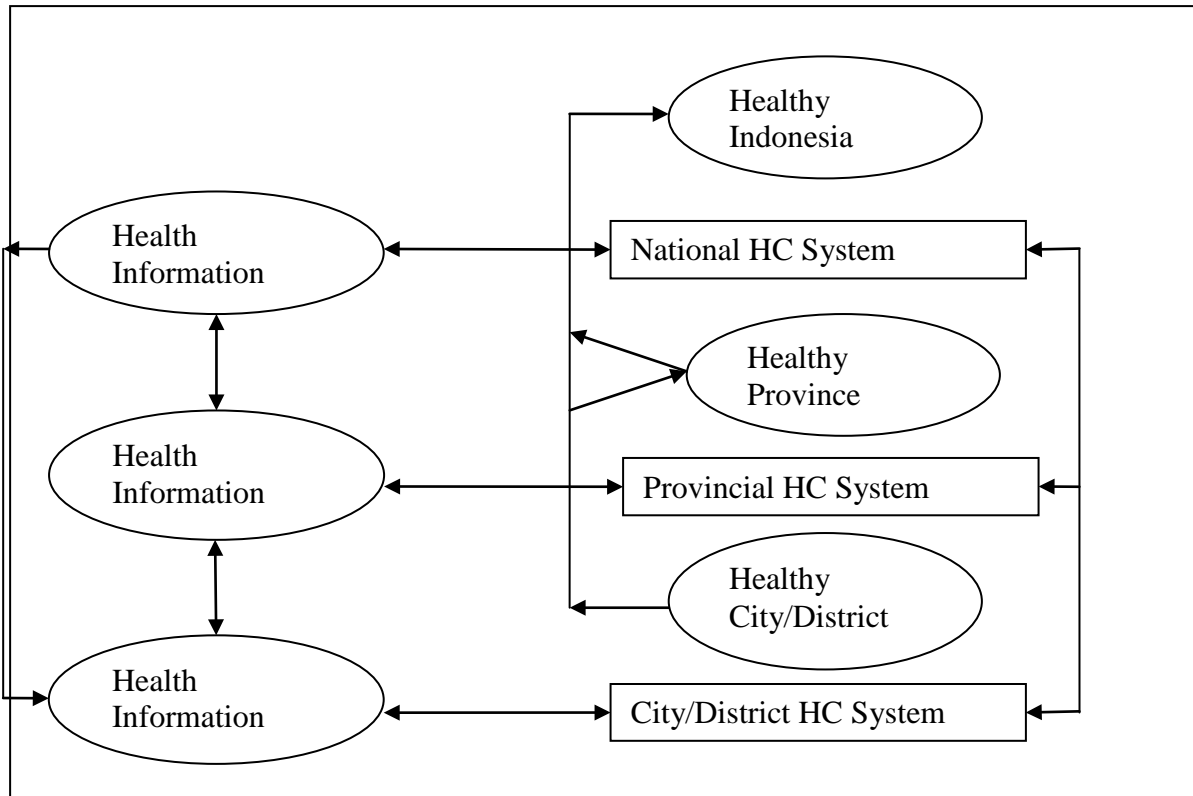 Healthy
Indonesia
Health
Information
National HC System
Healthy
Province
Health
Information
Provincial HC System
Healthy
City/District
Health
Information
City/District HC System